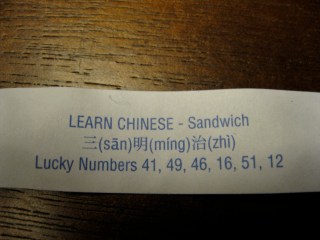 LEARN CHINESE - Sandwich
三(sān)明(míng)治(zhì)
Lucky Numbers 41, 49, 46, 16, 51, 12